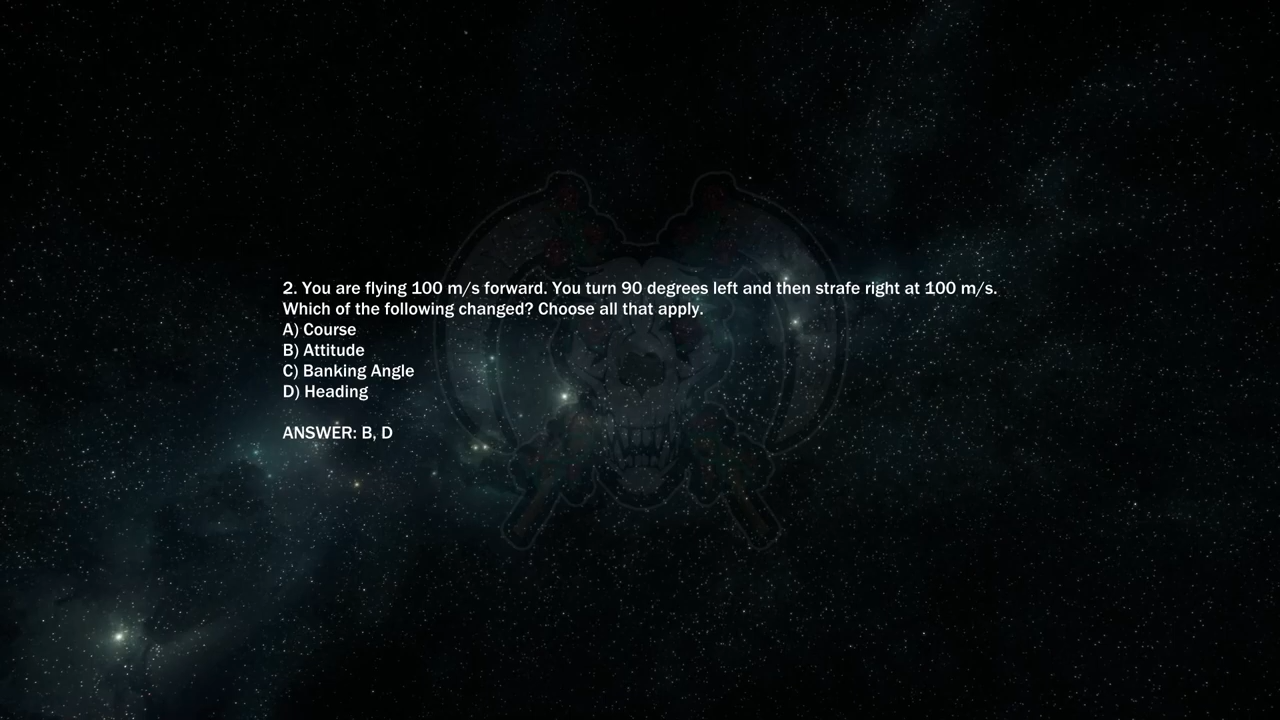 2. You are flying 100 m/s forward. You turn 90 degrees left and then strafe right at 100 m/s.
Which of the following changed? Choose all that apply.
A) Course
B) Attitude
C) Banking Angle
D) Heading
ANSWER: B, D